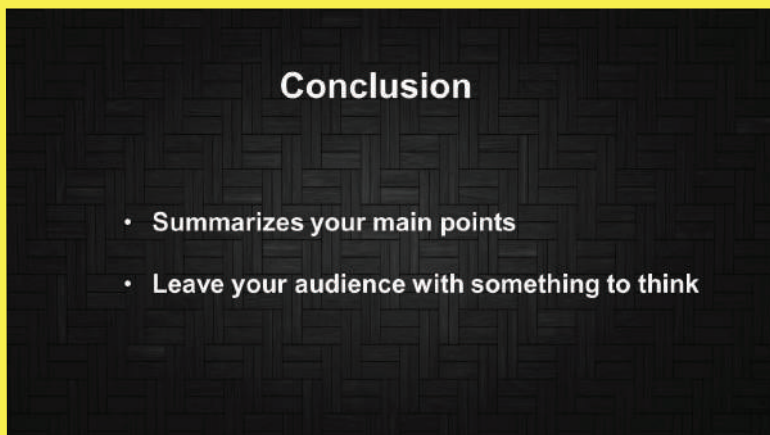 Conclusion
• Summarizes your main points
• Leave your audience with something to think